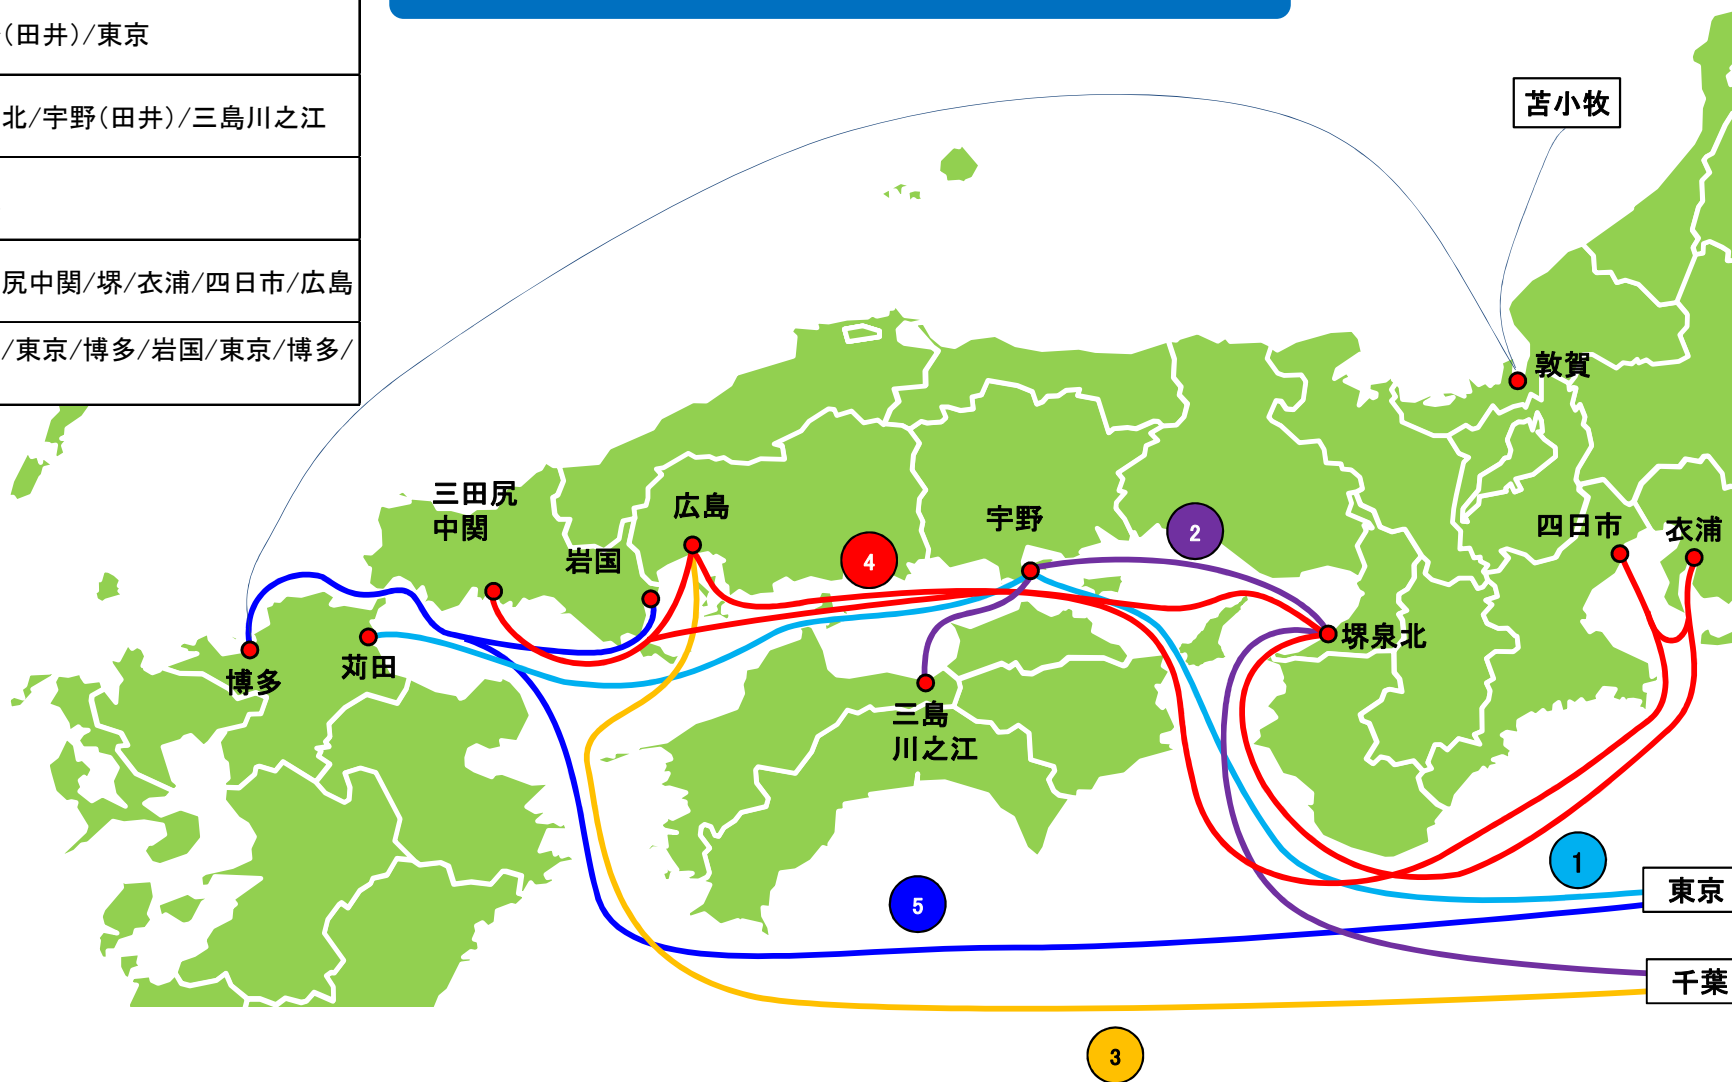 (田井)/東京
北/宇野(田井)/三島川之江
尻中関/堺/衣浦/四日市/広島
/東京/博多/岩国/東京/博多/
苫小牧
敦賀
三田尻
中関
広島
岩国
宇野
四日市
衣浦
4
2
博多
苅田
堺泉北
三島
川之江
1
5
東京
千葉
3